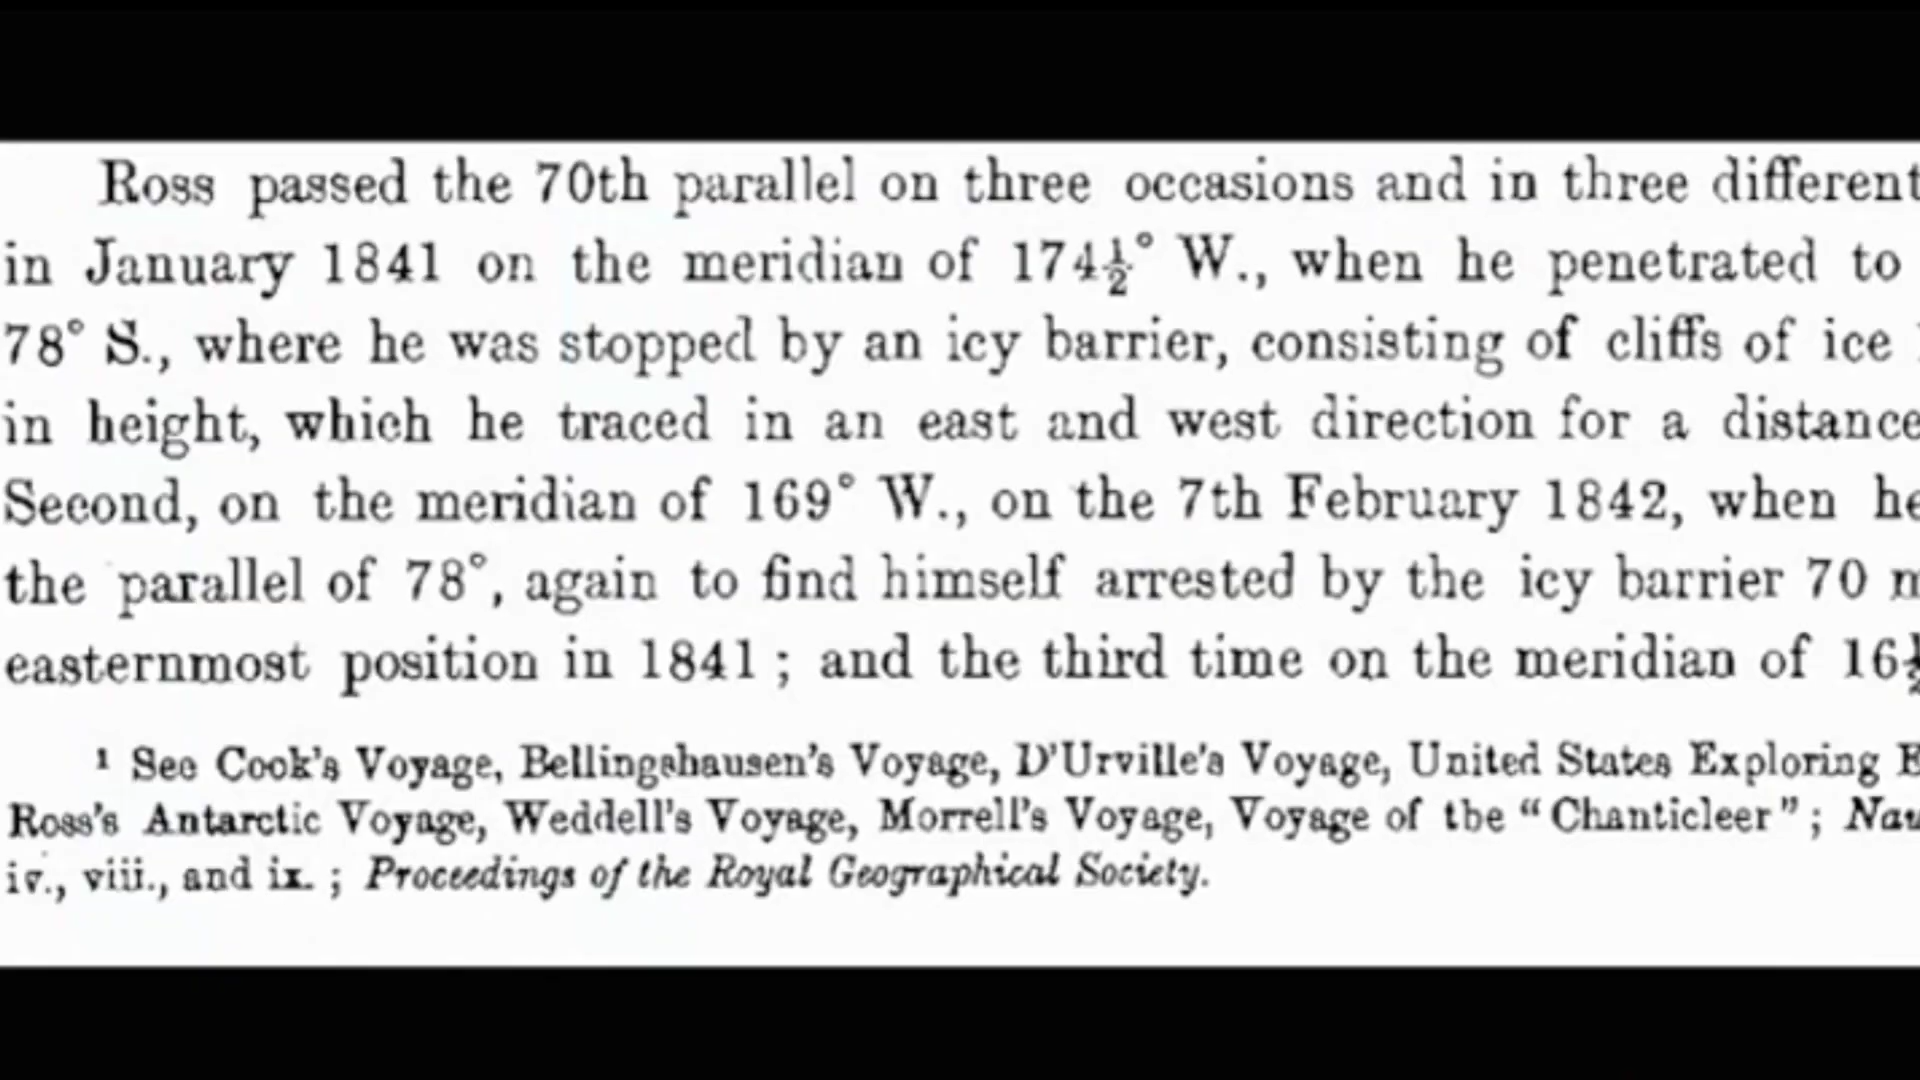 Ross passed the 70th parallel on three occasions and in three different
in January 1841 on the meridian of 174½° W., when he penetrated to
78° S., where he was stopped by an icy barrier, consisting of cliffs of ice
in height, which he traced in an east and west direction for a distance
Second, on the meridian of 169° W., on the 7th February 1842, when he
the parallel of 78°, again to find himself arrested by the icy barrier 70
easternmost position in 1841 ; and the third time on the meridian of 16½
¹ See Cook's Voyage, Bellingshausen's Voyage, D'Urville's Voyage, United States Exploring
Ross's Antarctic Voyage, Weddell's Voyage, Morrell's Voyage, Voyage of the "Chanticleer" ;
iv., viii., and ix. ; Proceedings of the Royal Geographical Society.